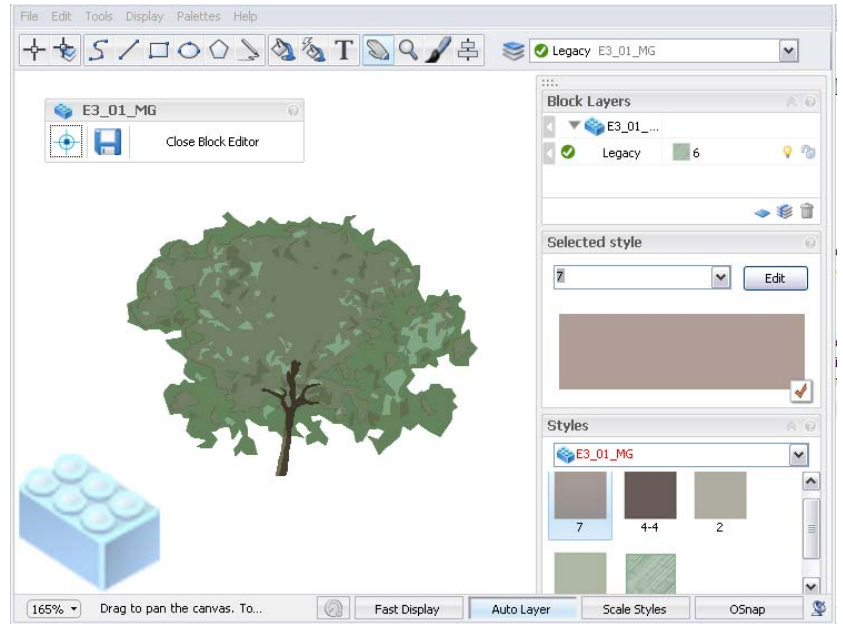 File Edit Tools Display Palettes Help
T
Legacy E3_01_MG
E3_01_MG
Close Block Editor
Block Layers
E3_01_...
Legacy 6
Selected style
7
Edit
Styles
E3_01_MG
7 4-4 2
165% Drag to pan the canvas. To... Fast Display Auto Layer Scale Styles OSnap